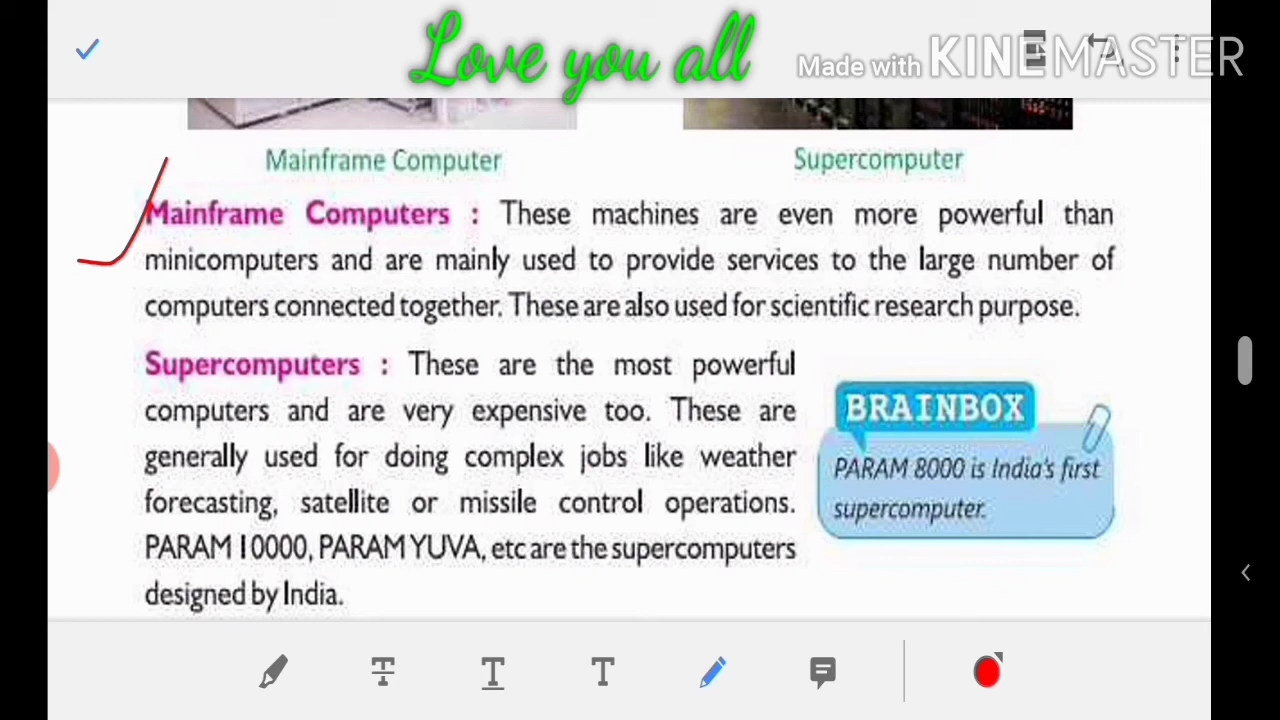 Love you all
Made with KINEMASTER
Mainframe Computer
Supercomputer
Mainframe Computers : These machines are even more powerful than
minicomputers and are mainly used to provide services to the large number of
computers connected together. These are also used for scientific research purpose.
Supercomputers : These are the most powerful
computers and are very expensive too. These are
generally used for doing complex jobs like weather
forecasting, satellite or missile control operations.
PARAM 10000, PARAM YUVA, etc are the supercomputers
designed by India.
BRAINBOX
PARAM 8000 is India's first
supercomputer.